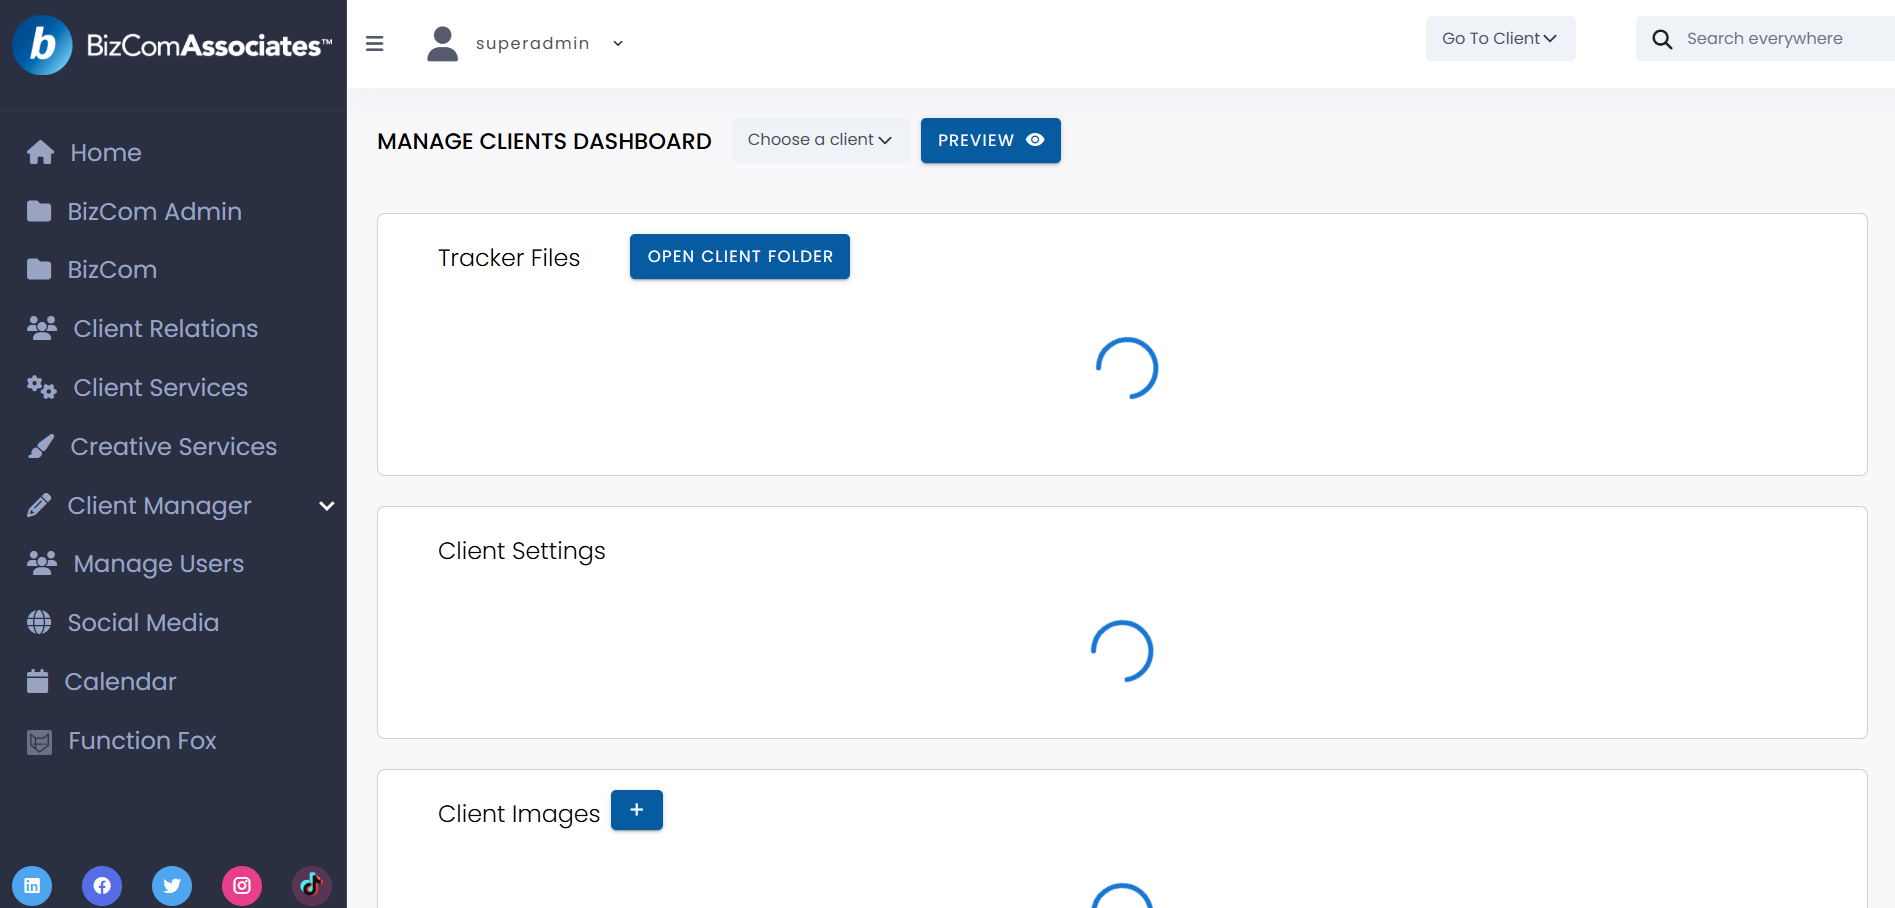 b BizComAssociates™
superadmin
Go To Client
Search everywhere
Home
BizCom Admin
BizCom
Client Relations
Client Services
Creative Services
Client Manager
Manage Users
Social Media
Calendar
Function Fox
in
MANAGE CLIENTS DASHBOARD
Choose a client
PREVIEW
Tracker Files
OPEN CLIENT FOLDER
Client Settings
Client Images
+